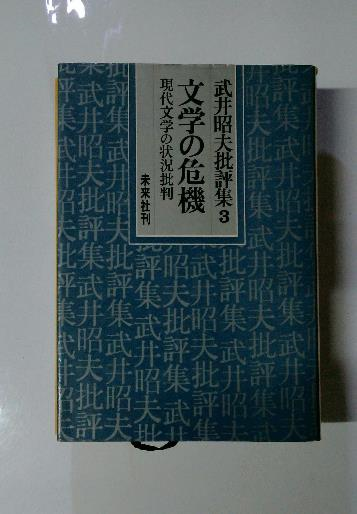 武井昭夫批評集3
文学の危機
現代文学の状況批判
未来社刊